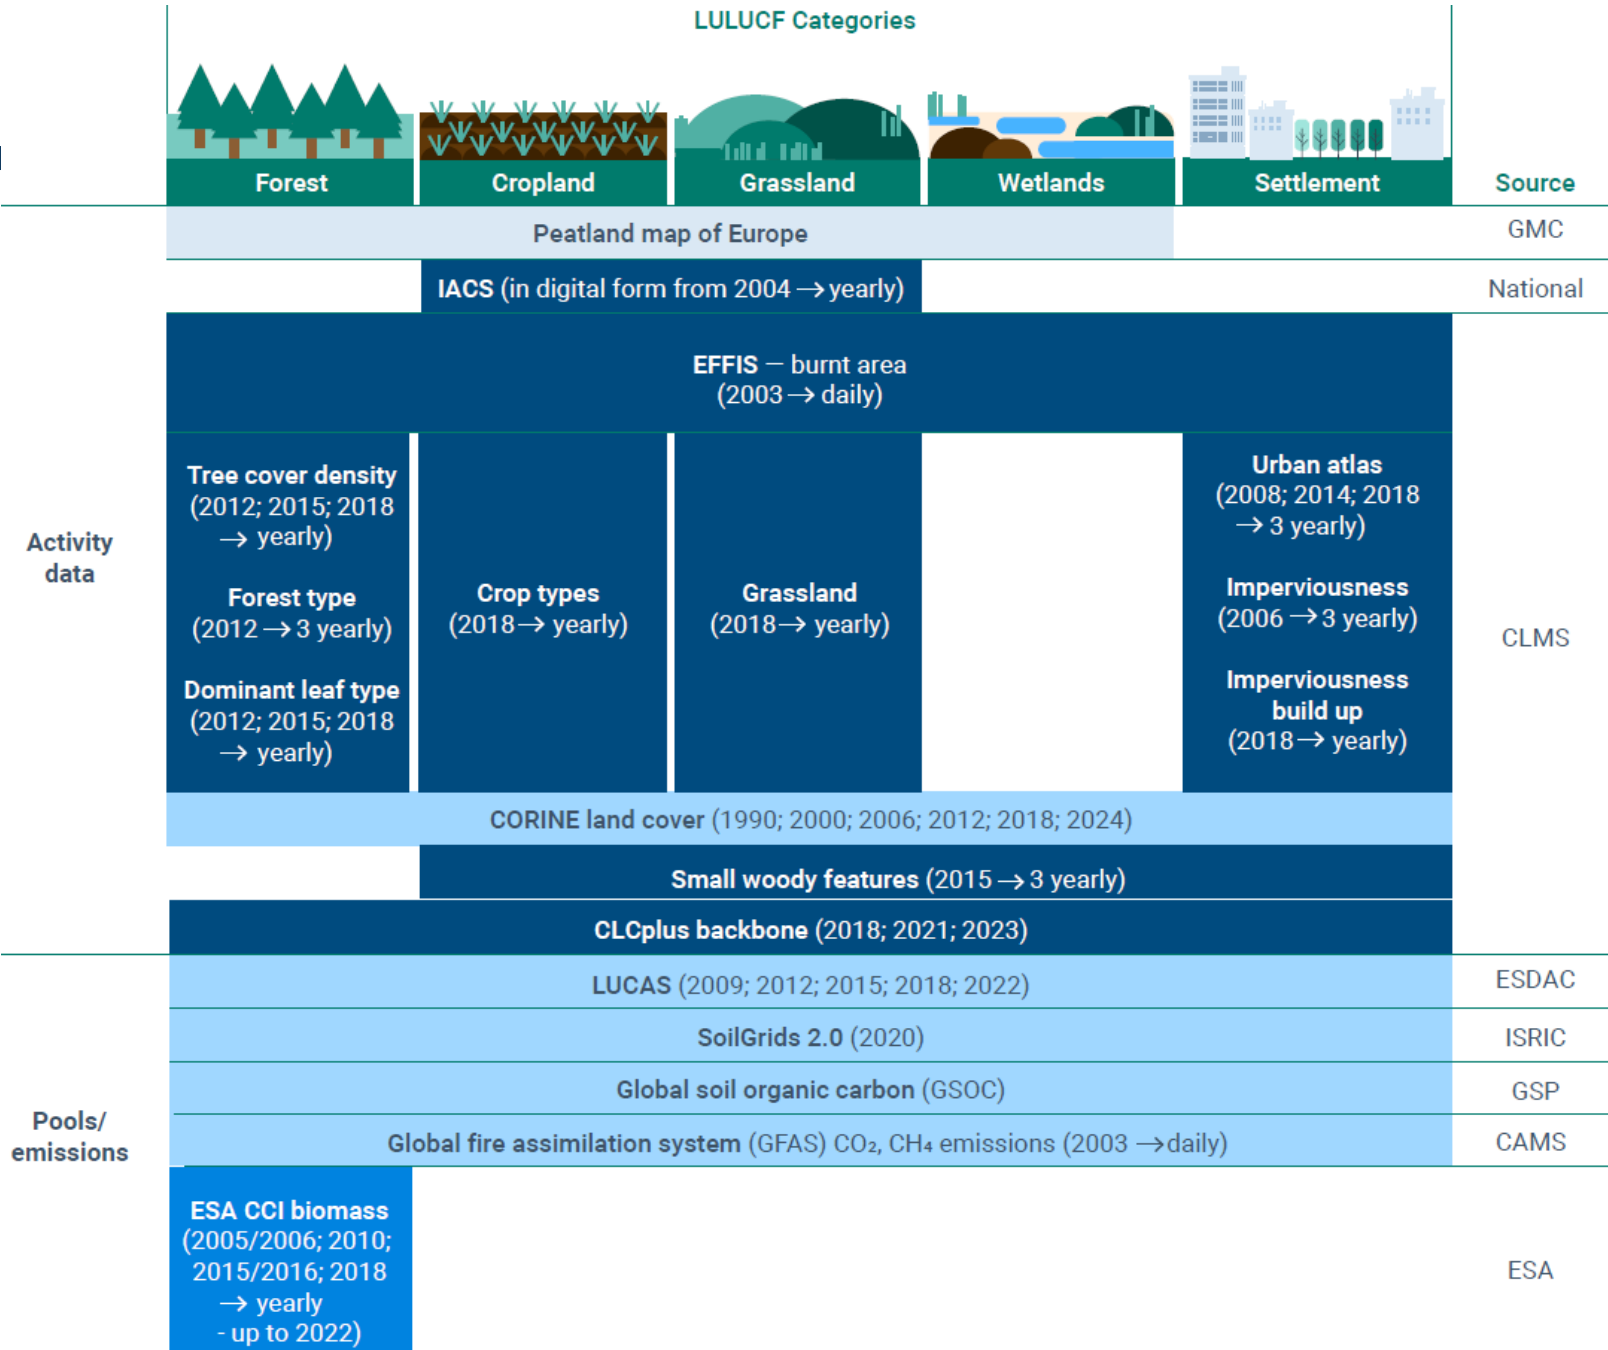 LULUCF Categories
Forest
Cropland
Grassland
Wetlands
Settlement
Source
Peatland map of Europe
GMC
IACS (in digital form from 2004 → yearly)
National
Activity
data
EFFIS — burnt area
(2003 → daily)
Tree cover density
(2012; 2015; 2018
→ yearly)
Forest type
(2012 → 3 yearly)
Dominant leaf type
(2012; 2015; 2018
→ yearly)
Crop types
(2018 → yearly)
Grassland
(2018 → yearly)
Urban atlas
(2008; 2014; 2018
→ 3 yearly)
Imperviousness
(2006 → 3 yearly)
Imperviousness
build up
(2018 → yearly)
CLMS
CORINE land cover (1990; 2000; 2006; 2012; 2018; 2024)
Small woody features (2015 → 3 yearly)
CLCplus backbone (2018; 2021; 2023)
Pools/
emissions
LUCAS (2009; 2012; 2015; 2018; 2022)
ESDAC
SoilGrids 2.0 (2020)
ISRIC
Global soil organic carbon (GSOC)
GSP
Global fire assimilation system (GFAS) CO₂, CH₄ emissions (2003 → daily)
CAMS
ESA CCI biomass
(2005/2006; 2010;
2015/2016; 2018
→ yearly
- up to 2022)
ESA